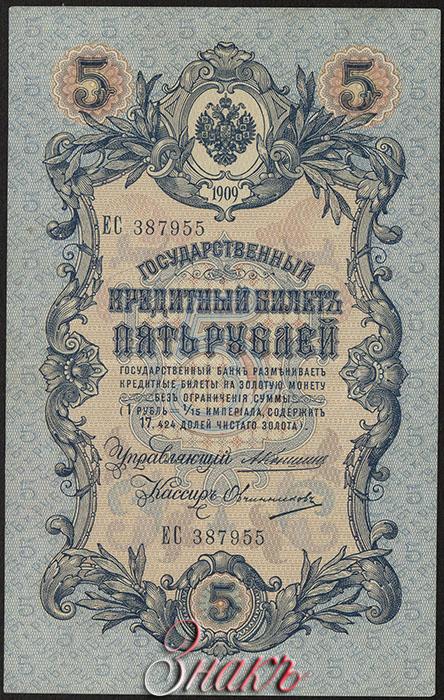 5 5
1909
ЕС 387955
ГОСУДАРСТВЕННЫЙ
КРЕДИТНЫЙ БИЛЕТЪ
ПЯТЬ РУБЛЕЙ
ГОСУДАРСТВЕННЫЙ БАНКЪ РАЗМѢНИВАЕТЪ
КРЕДИТНЫЕ БИЛЕТЫ НА ЗОЛОТУЮ МОНЕТУ
БЕЗЪ ОГРАНИЧЕНІЯ СУММЫ
(1 РУБЛЬ = 1/15 ИМПЕРІАЛА, СОДЕРЖИТЪ
17,424 ДОЛЕЙ ЧИСТАГО ЗОЛОТА)
Управляющій А. Коншинъ
Кассиръ Овчинниковъ
ЕС 387955
5
Знакъ